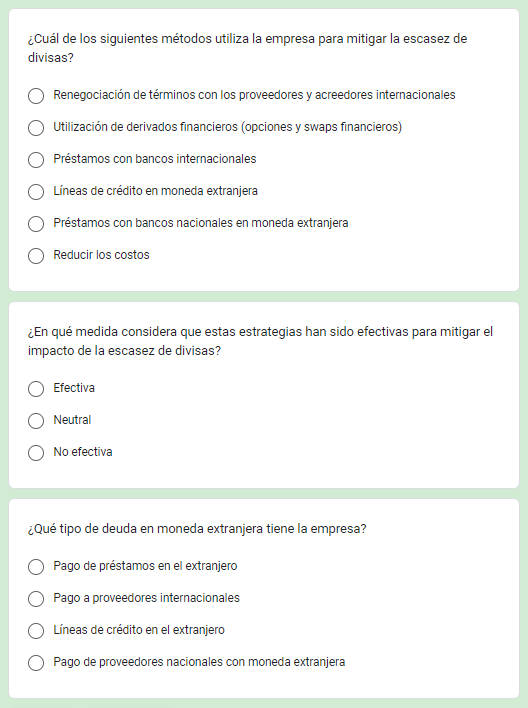 ¿Cuál de los siguientes métodos utiliza la empresa para mitigar la escasez de
divisas?
Renegociación de términos con los proveedores y acreedores internacionales
Utilización de derivados financieros (opciones y swaps financieros)
Préstamos con bancos internacionales
Líneas de crédito en moneda extranjera
Préstamos con bancos nacionales en moneda extranjera
Reducir los costos
¿En qué medida considera que estas estrategias han sido efectivas para mitigar el
impacto de la escasez de divisas?
Efectiva
Neutral
No efectiva
¿Qué tipo de deuda en moneda extranjera tiene la empresa?
Pago de préstamos en el extranjero
Pago a proveedores internacionales
Líneas de crédito en el extranjero
Pago de proveedores nacionales con moneda extranjera